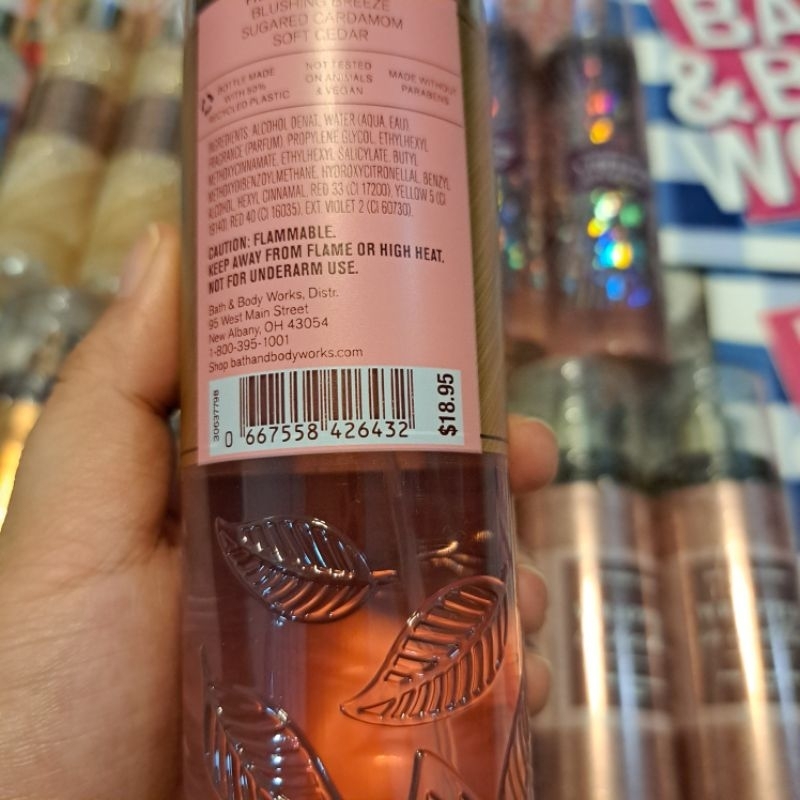 BLUSHING BREEZE
SUGARED CARDAMOM
SOFT CEDAR
BOTTLE MADE
WITH 50%
RECYCLED PLASTIC
NOT TESTED
ON ANIMALS
& VEGAN
MADE WITHOUT
PARABENS
INGREDIENTS: ALCOHOL DENAT, WATER (AQUA, EAU),
FRAGRANCE (PARFUM), PROPYLENE GLYCOL, ETHYLHEXYL
METHOXYCINNAMATE, ETHYLHEXYL SALICYLATE, BUTYL
METHOXYDIBENZOYLMETHANE, HYDROXYCITRONELLAL, BENZYL
ALCOHOL, HEXYL CINNAMAL, RED 33 (CI 17200), YELLOW 5 (CI
19140), RED 40 (CI 16035), EXT. VIOLET 2 (CI 60730).
CAUTION: FLAMMABLE.
KEEP AWAY FROM FLAME OR HIGH HEAT.
NOT FOR UNDERARM USE.
Bath & Body Works, Distr.
95 West Main Street
New Albany, OH 43054
1-800-395-1001
Shop bathandbodyworks.com
30637798
0 667558 426432
$18.95
BA
& B
WO